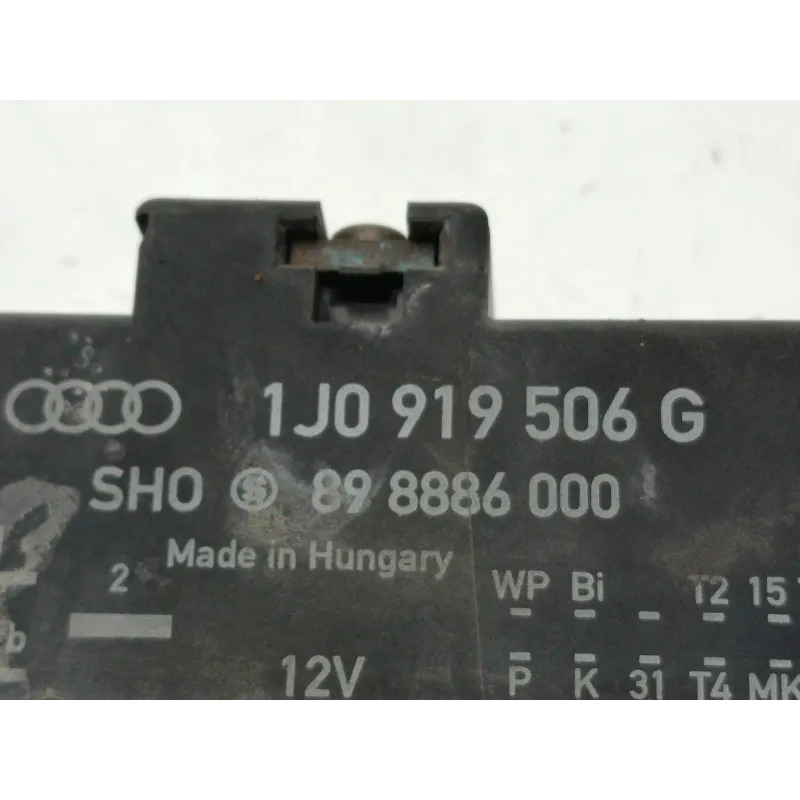 1J0 919 506 G
SHO S 89 8886 000
Made in Hungary
2
WP Bi - T2 15
b
12V
P K 31 T4 MK